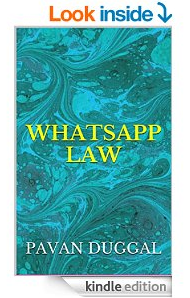 Look inside
WHATSAPP
LAW
PAVAN DUGGAL
kindle edition